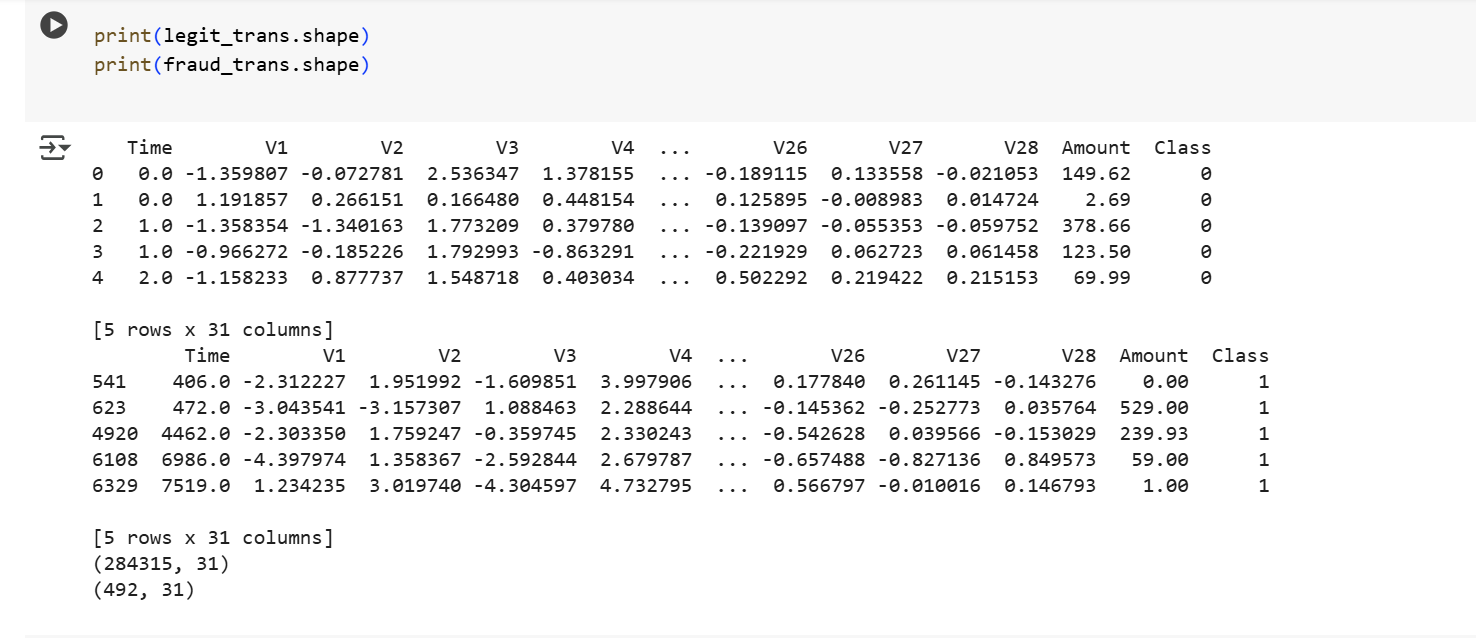 print(legit_trans.shape)
print(fraud_trans.shape)
   Time        V1        V2        V3        V4  ...       V26       V27       V28  Amount  Class
0   0.0 -1.359807 -0.072781  2.536347  1.378155  ... -0.189115  0.133558 -0.021053  149.62      0
1   0.0  1.191857  0.266151  0.166480  0.448154  ...  0.125895 -0.008983  0.014724    2.69      0
2   1.0 -1.358354 -1.340163  1.773209  0.379780  ... -0.139097 -0.055353 -0.059752  378.66      0
3   1.0 -0.966272 -0.185226  1.792993 -0.863291  ... -0.221929  0.062723  0.061458  123.50      0
4   2.0 -1.158233  0.877737  1.548718  0.403034  ...  0.502292  0.219422  0.215153   69.99      0
[5 rows x 31 columns]
        Time        V1        V2        V3        V4  ...       V26       V27       V28  Amount  Class
541    406.0 -2.312227  1.951992 -1.609851  3.997906  ...  0.177840  0.261145 -0.143276    0.00      1
623    472.0 -3.043541 -3.157307  1.088463  2.288644  ... -0.145362 -0.252773  0.035764  529.00      1
4920  4462.0 -2.303350  1.759247 -0.359745  2.330243  ... -0.542628  0.039566 -0.153029  239.93      1
6108  6986.0 -4.397974  1.358367 -2.592844  2.679787  ... -0.657488 -0.827136  0.849573   59.00      1
6329  7519.0  1.234235  3.019740 -4.304597  4.732795  ...  0.566797 -0.010016  0.146793    1.00      1
[5 rows x 31 columns]
(284315, 31)
(492, 31)